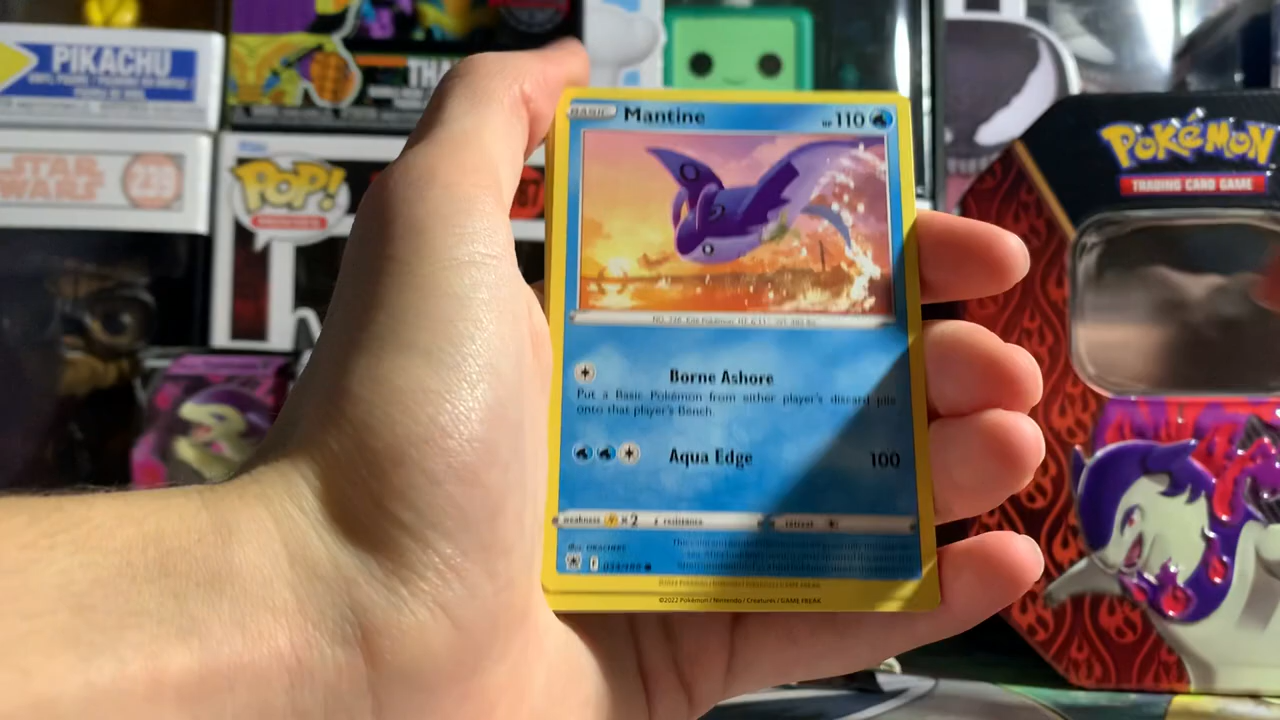 PIKACHU
STAR
WARS
239
POP!
THA
BASIC Mantine HP 110
Borne Ashore
Put a Basic Pokémon from either player's discard pile
onto that player's Bench.
Aqua Edge 100
weakness ×2 resistance retreat
©2022 Pokémon / Nintendo / Creatures / GAME FREAK
POKéMON
TRADING CARD GAME